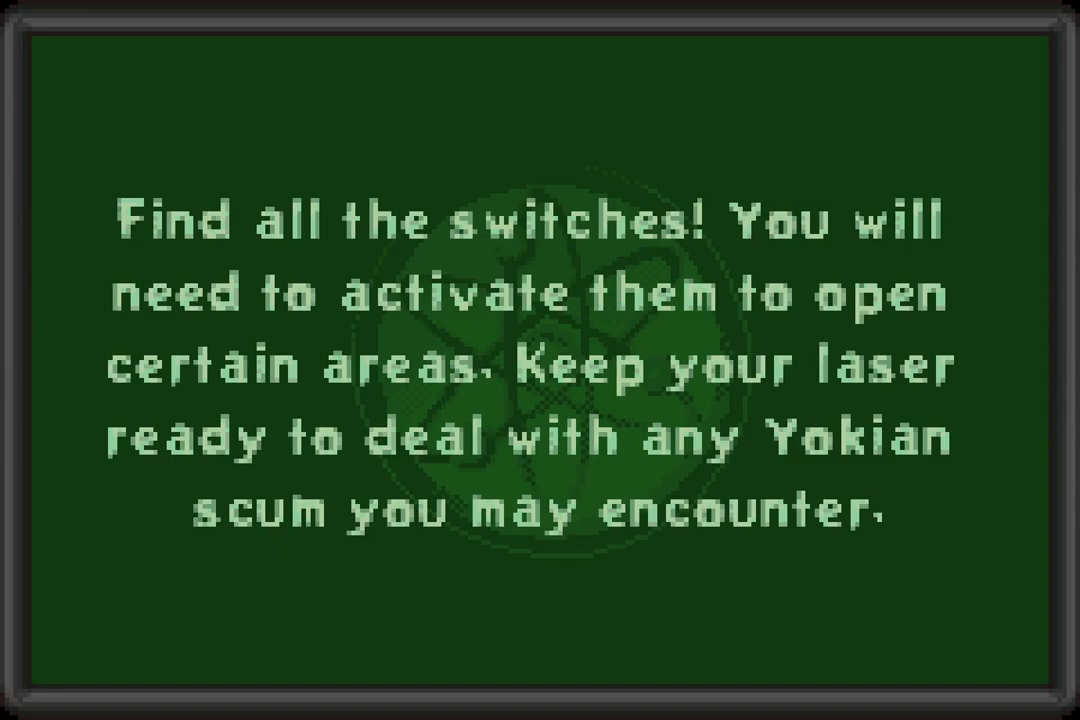 Find all the switches! You will
need to activate them to open
certain areas. Keep your laser
ready to deal with any Yokian
scum you may encounter.